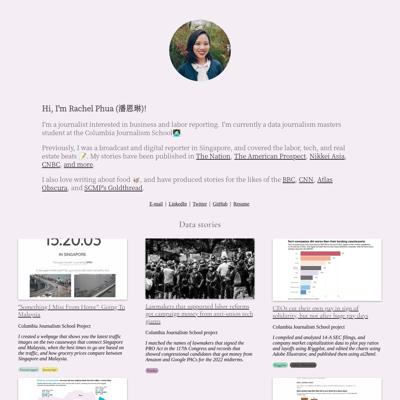 Hi, I'm Rachel Phua (潘恩琳)!
I'm a journalist interested in business and labor reporting. I'm currently a data journalism masters
student at the Columbia Journalism School
Previously, I was a broadcast and digital reporter in Singapore, and covered the labor, tech, and real
estate beats. My stories have been published in The Nation, The American Prospect, Nikkei Asia,
CNBC, and more.
I also love writing about food, and have produced stories for the likes of the BBC, CNN, Atlas
Obscura, and SCMP's Goldthread.
E-mail | LinkedIn | Twitter | GitHub | Resume
Data stories
15:20:03
IN SINGAPORE.
"Something I Miss From Home": Going To
Malaysia
Columbia Journalism School Project
I created a webpage that shows you the latest traffic
images on the two causeways that connect Singapore
and Malaysia, when the best times to go are based on
the traffic, and how grocery prices compare between
Singapore and Malaysia.
Lawmakers that supported labor reforms
got campaign money from anti-union tech
giants
Columbia Journalism School project
I matched the names of lawmakers that signed the
PRO Act in the 117th Congress and records that
showed congressional candidates that got money from
Amazon and Google PACs for the 2022 midterms.
CEOs cut their own pay in sign of
solidarity, but not after huge pay days
Columbia Journalism School project
I compiled and analyzed 14-A SEC filings, and
company market capitalization data to plot pay ratios
and layoffs using R/ggplot, and edited the charts using
Adobe Illustrator, and published them using ai2html.